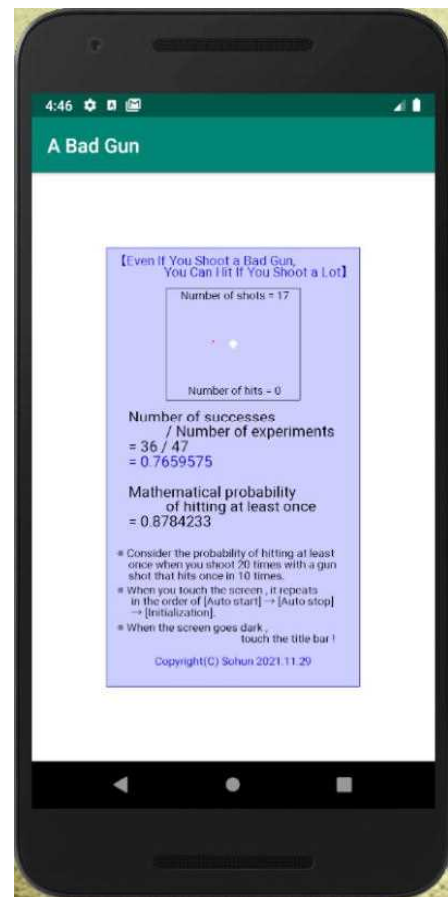 4:46
A Bad Gun
【Even If You Shoot a Bad Gun,
You Can Hit If You Shoot a Lot】
Number of shots = 17
Number of hits = 0
Number of successes
/ Number of experiments
= 36 / 47
= 0.7659575
Mathematical probability
of hitting at least once
= 0.8784233
※ Consider the probability of hitting at least
once when you shoot 20 times with a gun
shot that hits once in 10 times.
※ When you touch the screen , it repeats
in the order of [Auto start] → [Auto stop]
→ [Initialization].
※ When the screen goes dark ,
touch the title bar !
Copyright(C) Sohun 2021.11.29